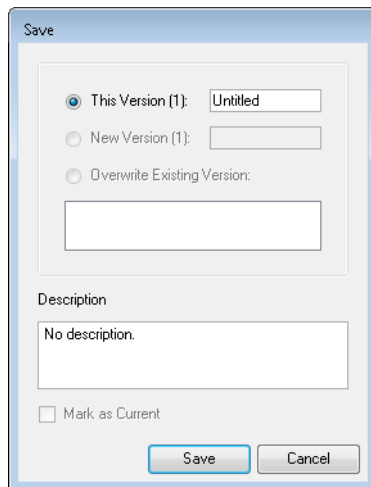 Save
This Version (1): Untitled
New Version (1):
Overwrite Existing Version:
Description
No description.
Mark as Current
Save Cancel